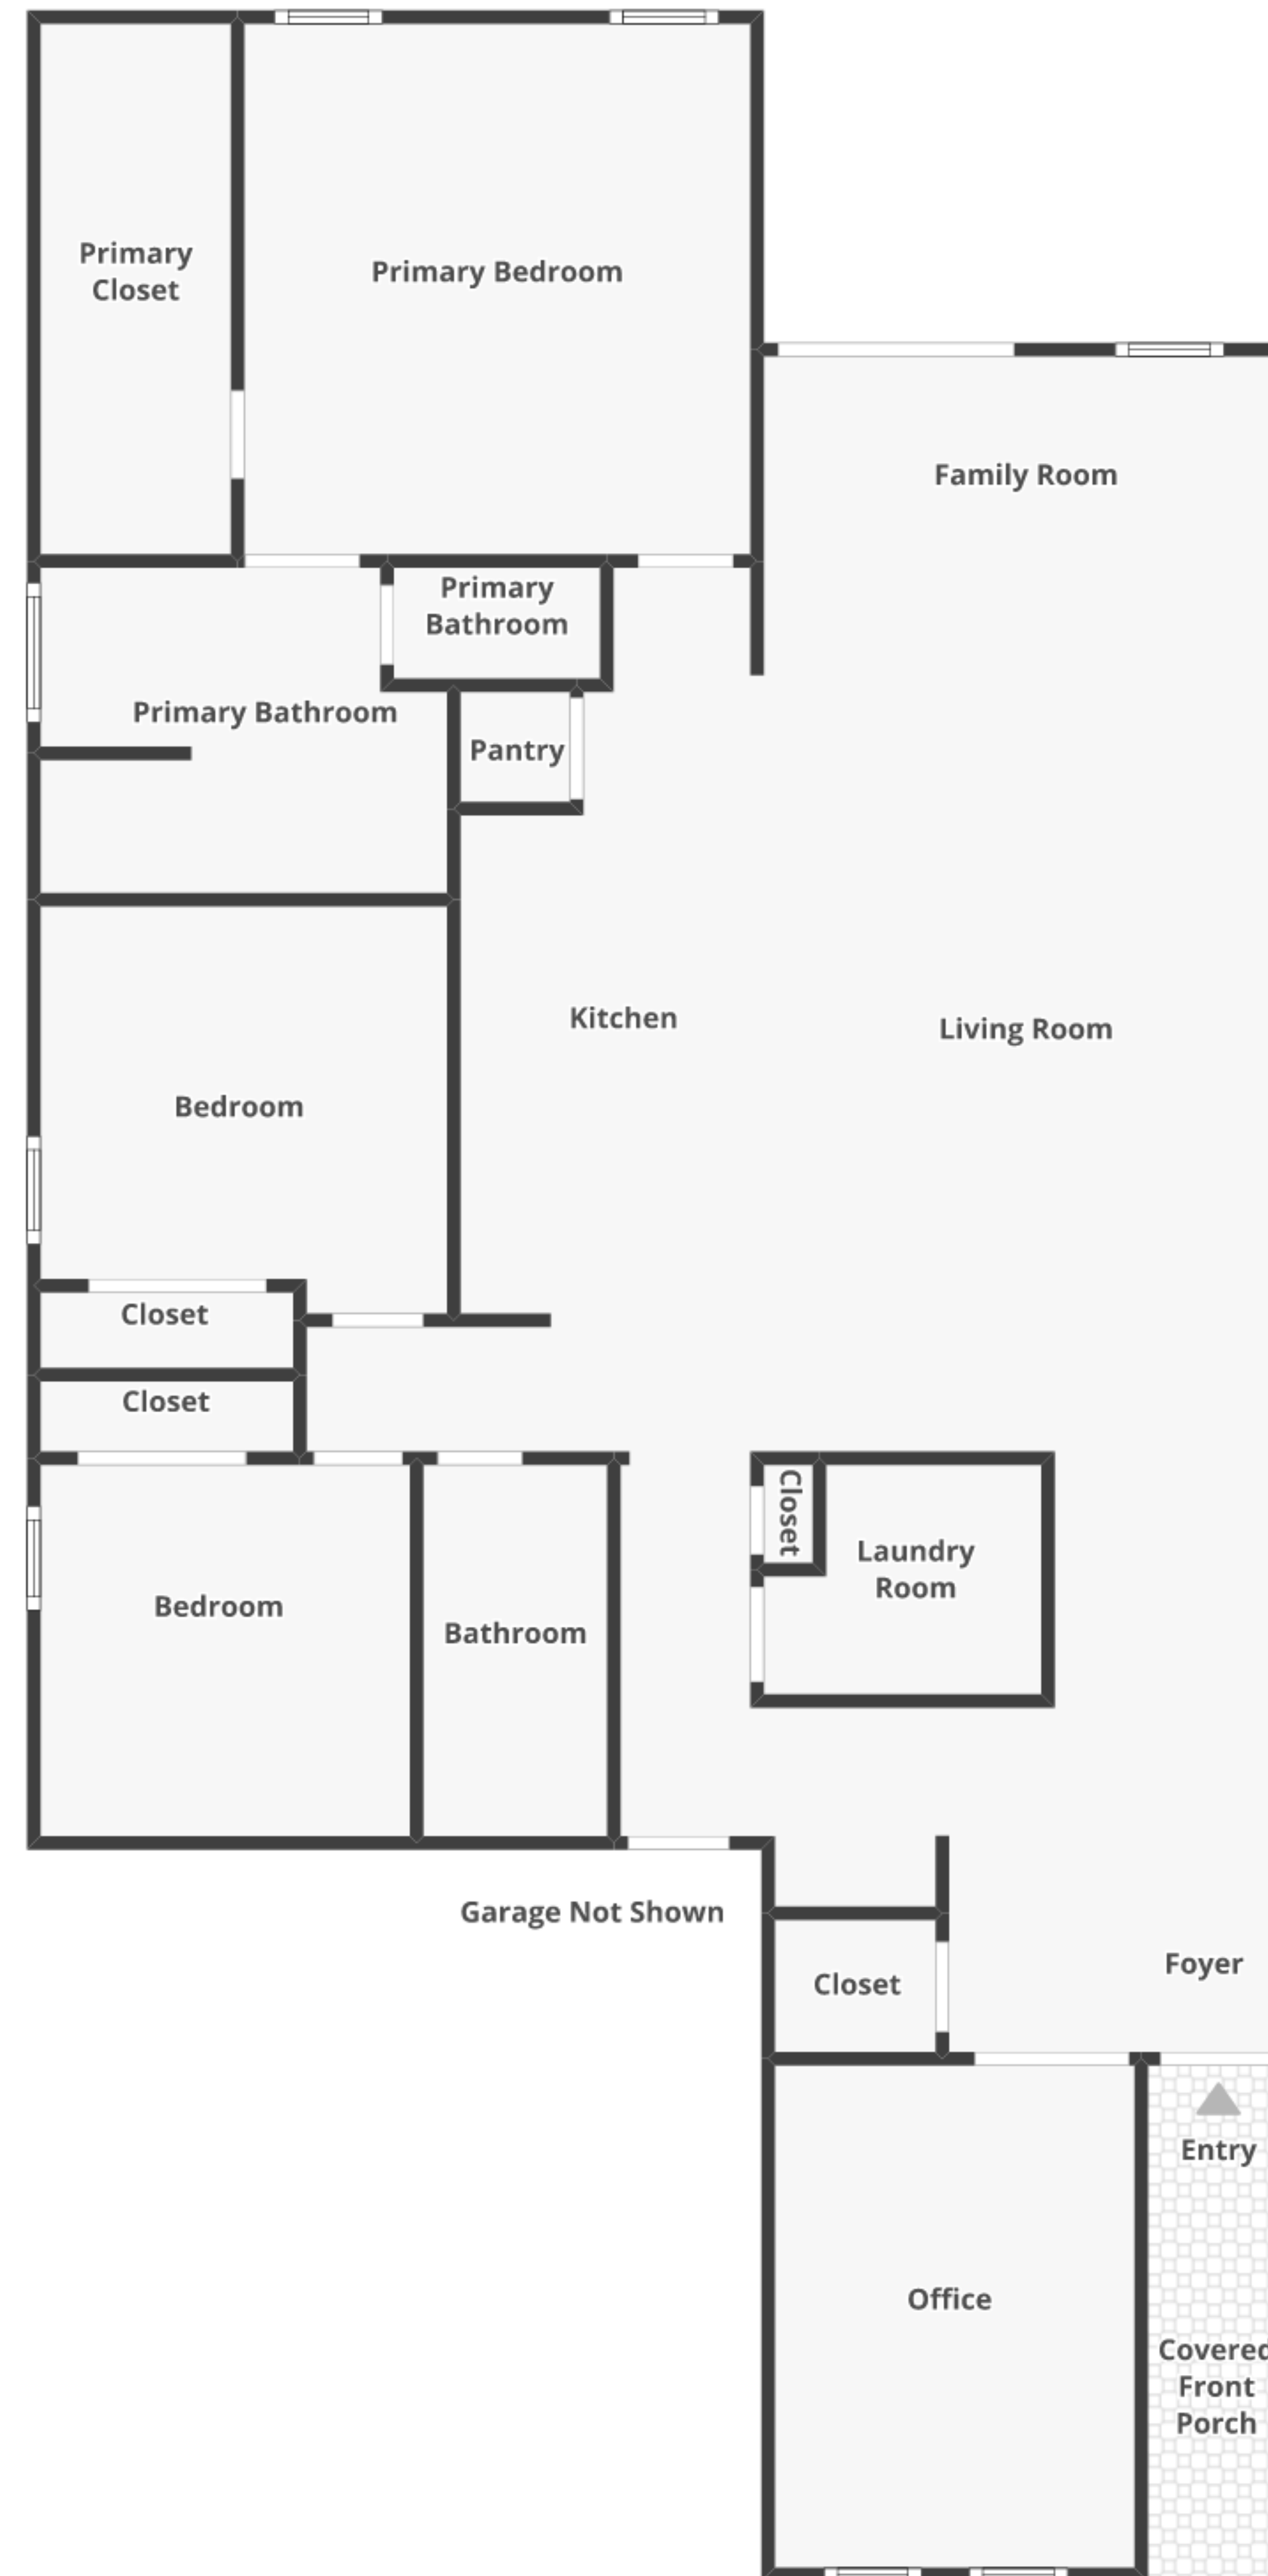 Primary
Closet
Primary Bedroom
Family Room
Primary
Bathroom
Primary Bathroom
Pantry
Kitchen
Living Room
Bedroom
Closet
Closet
Closet
Laundry
Room
Bedroom
Bathroom
Garage Not Shown
Foyer
Closet
Entry
Office
Covered
Front
Porch